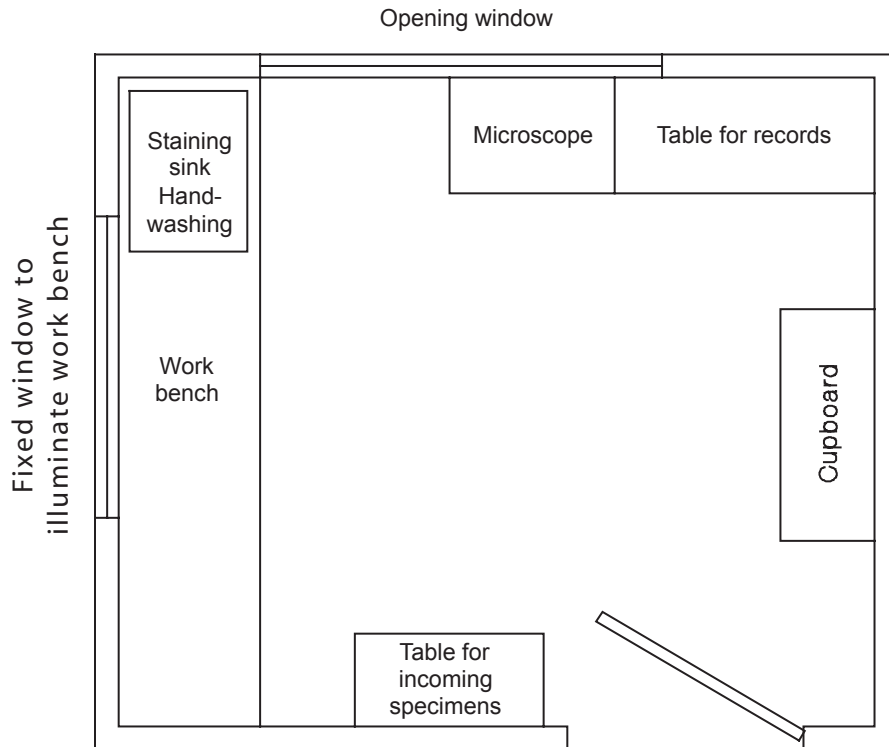 Opening window
Staining
sink
Hand-
washing
Microscope
Table for records
Fixed window to
illuminate work bench
Work
bench
Cupboard
Table for
incoming
specimens